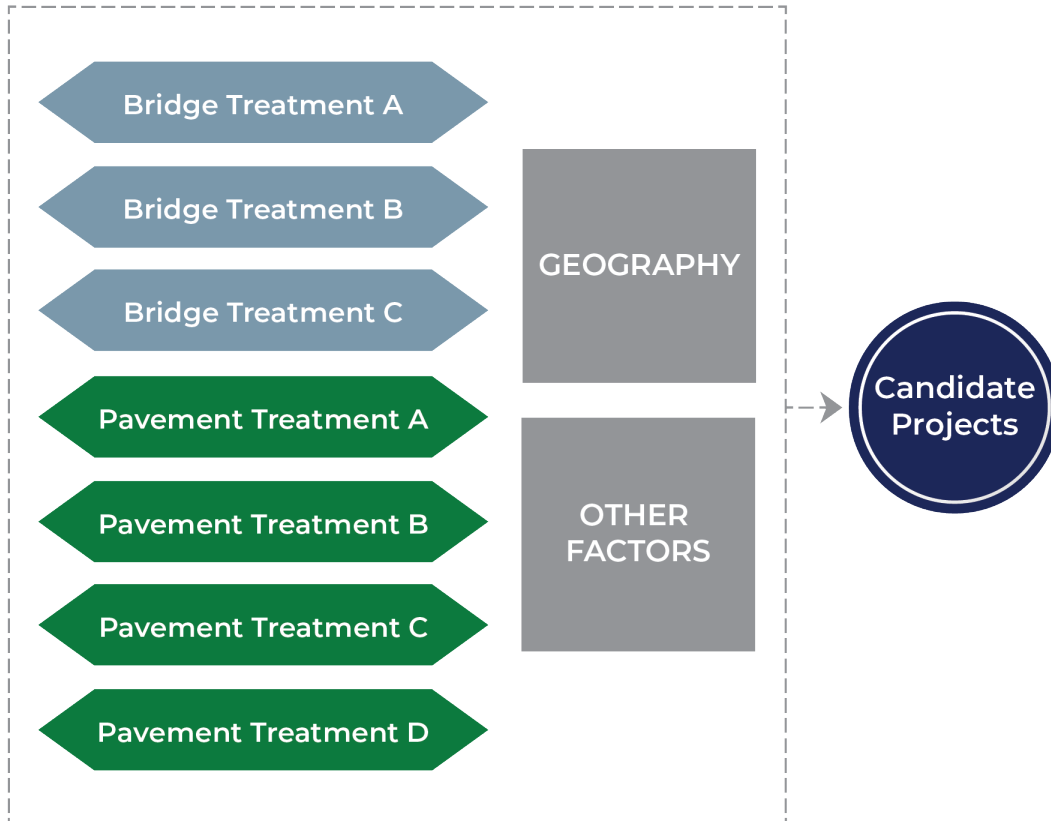 Bridge Treatment A
Bridge Treatment B
Bridge Treatment C
Pavement Treatment A
Pavement Treatment B
Pavement Treatment C
Pavement Treatment D
GEOGRAPHY
OTHER
FACTORS
Candidate
Projects